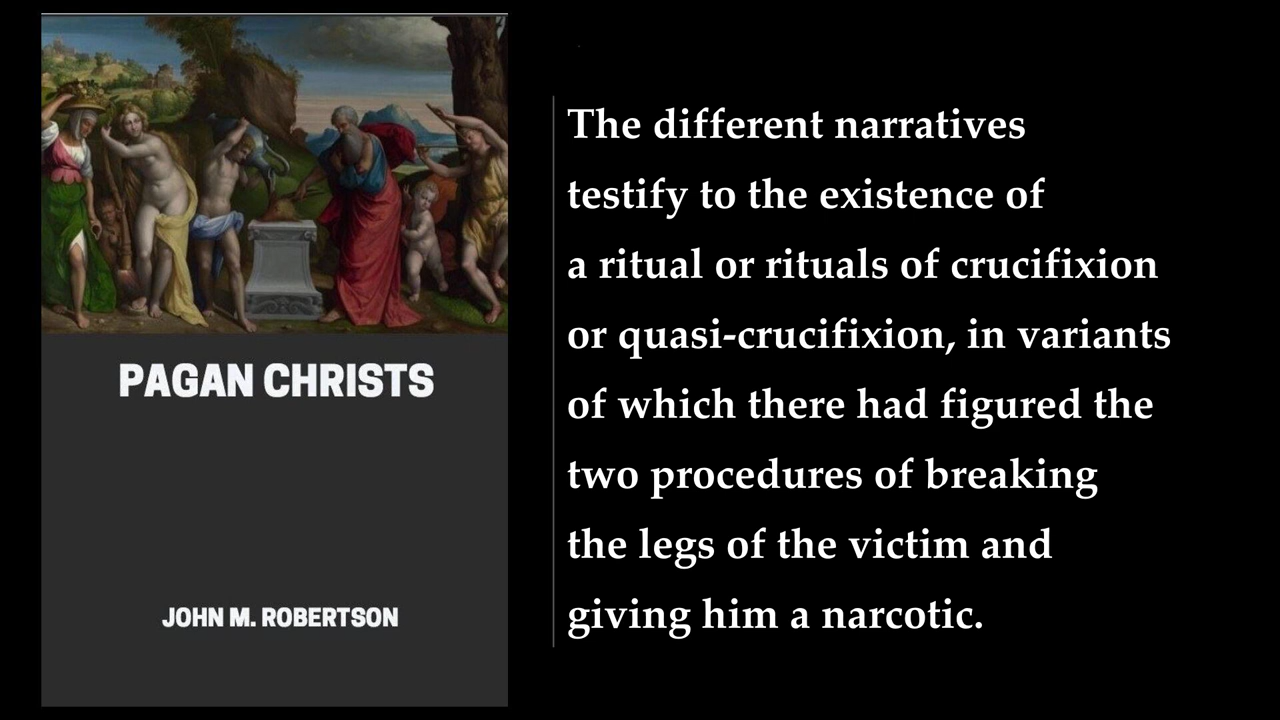 PAGAN CHRISTS
JOHN M. ROBERTSON
The different narratives
testify to the existence of
a ritual or rituals of crucifixion
or quasi-crucifixion, in variants
of which there had figured the
two procedures of breaking
the legs of the victim and
giving him a narcotic.